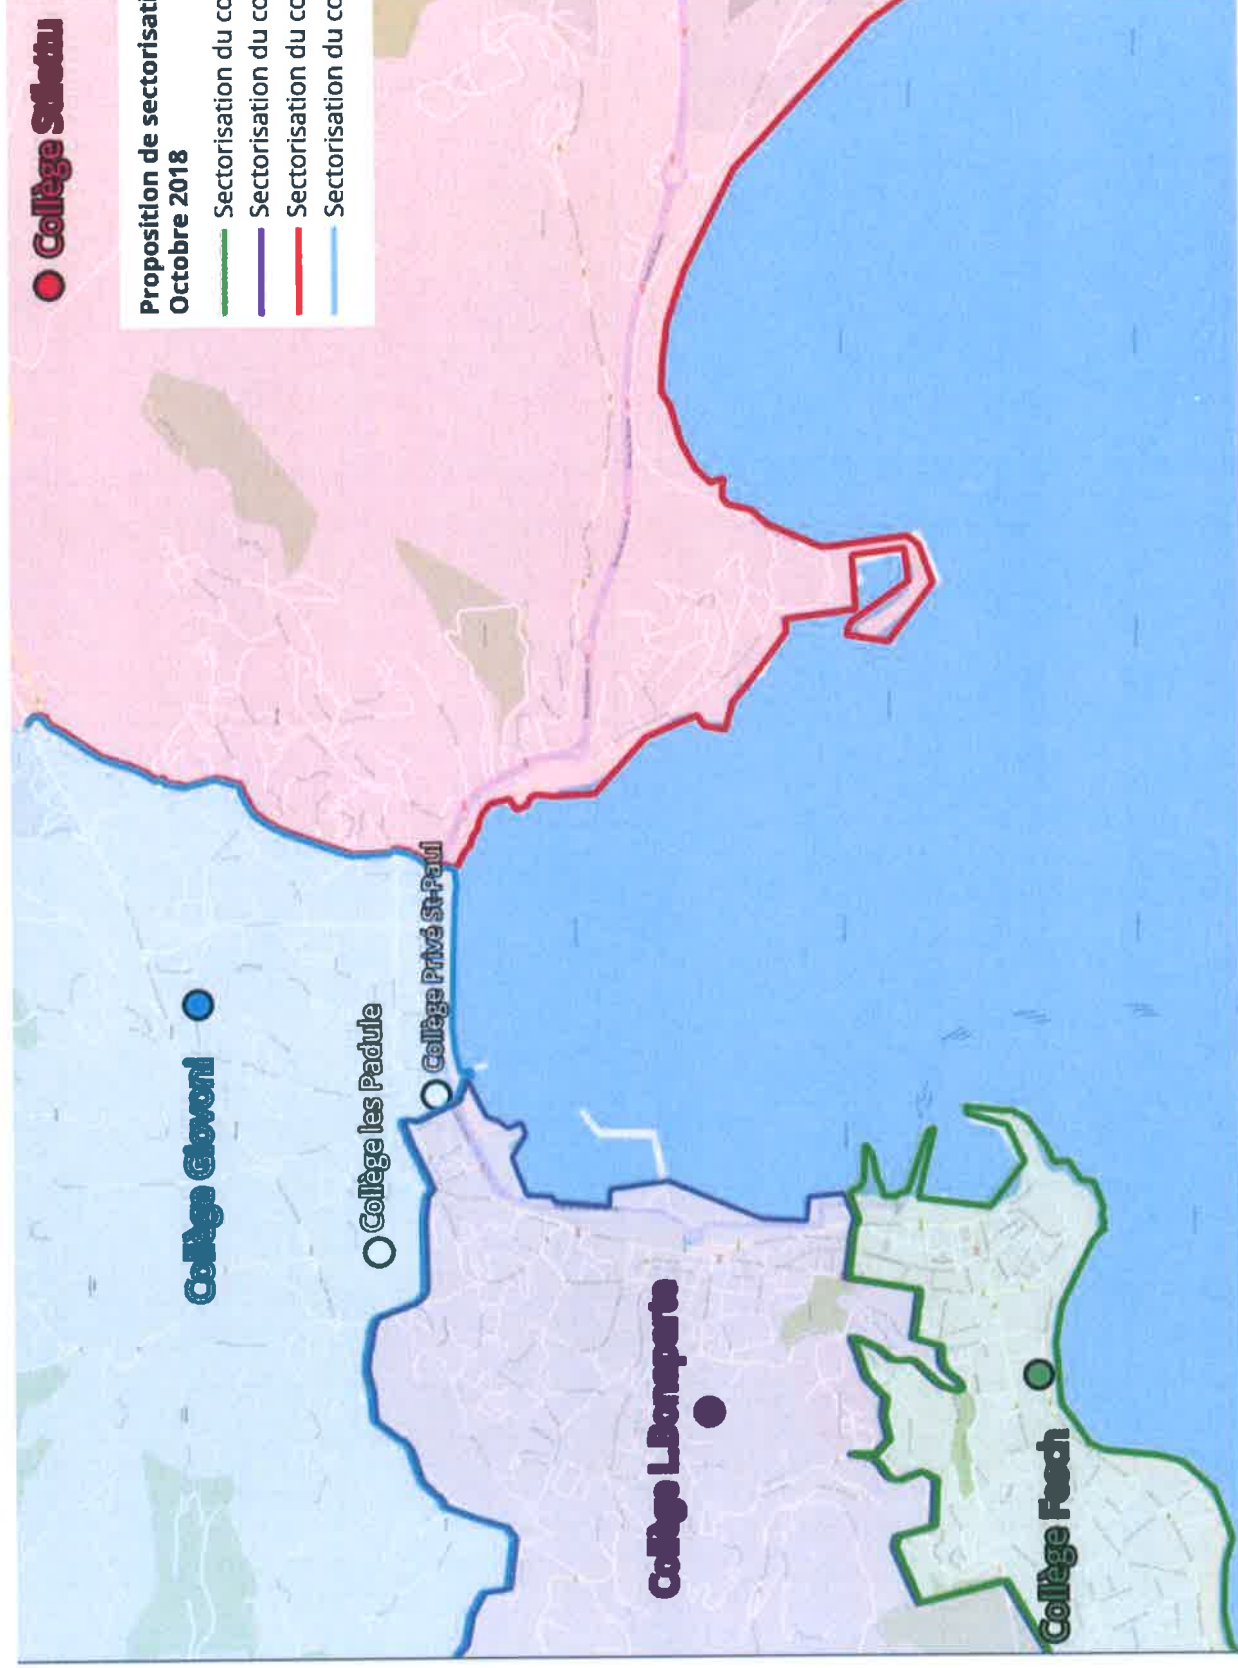 Collège Stiletttu
Proposition de sectorisati
Octobre 2018
Sectorisation du co
Sectorisation du co
Sectorisation du co
Sectorisation du co
Collège Giovoni
Collège les Padule
Collège Privé St-Paul
Collège L.Bonaparte
Collège Fesch